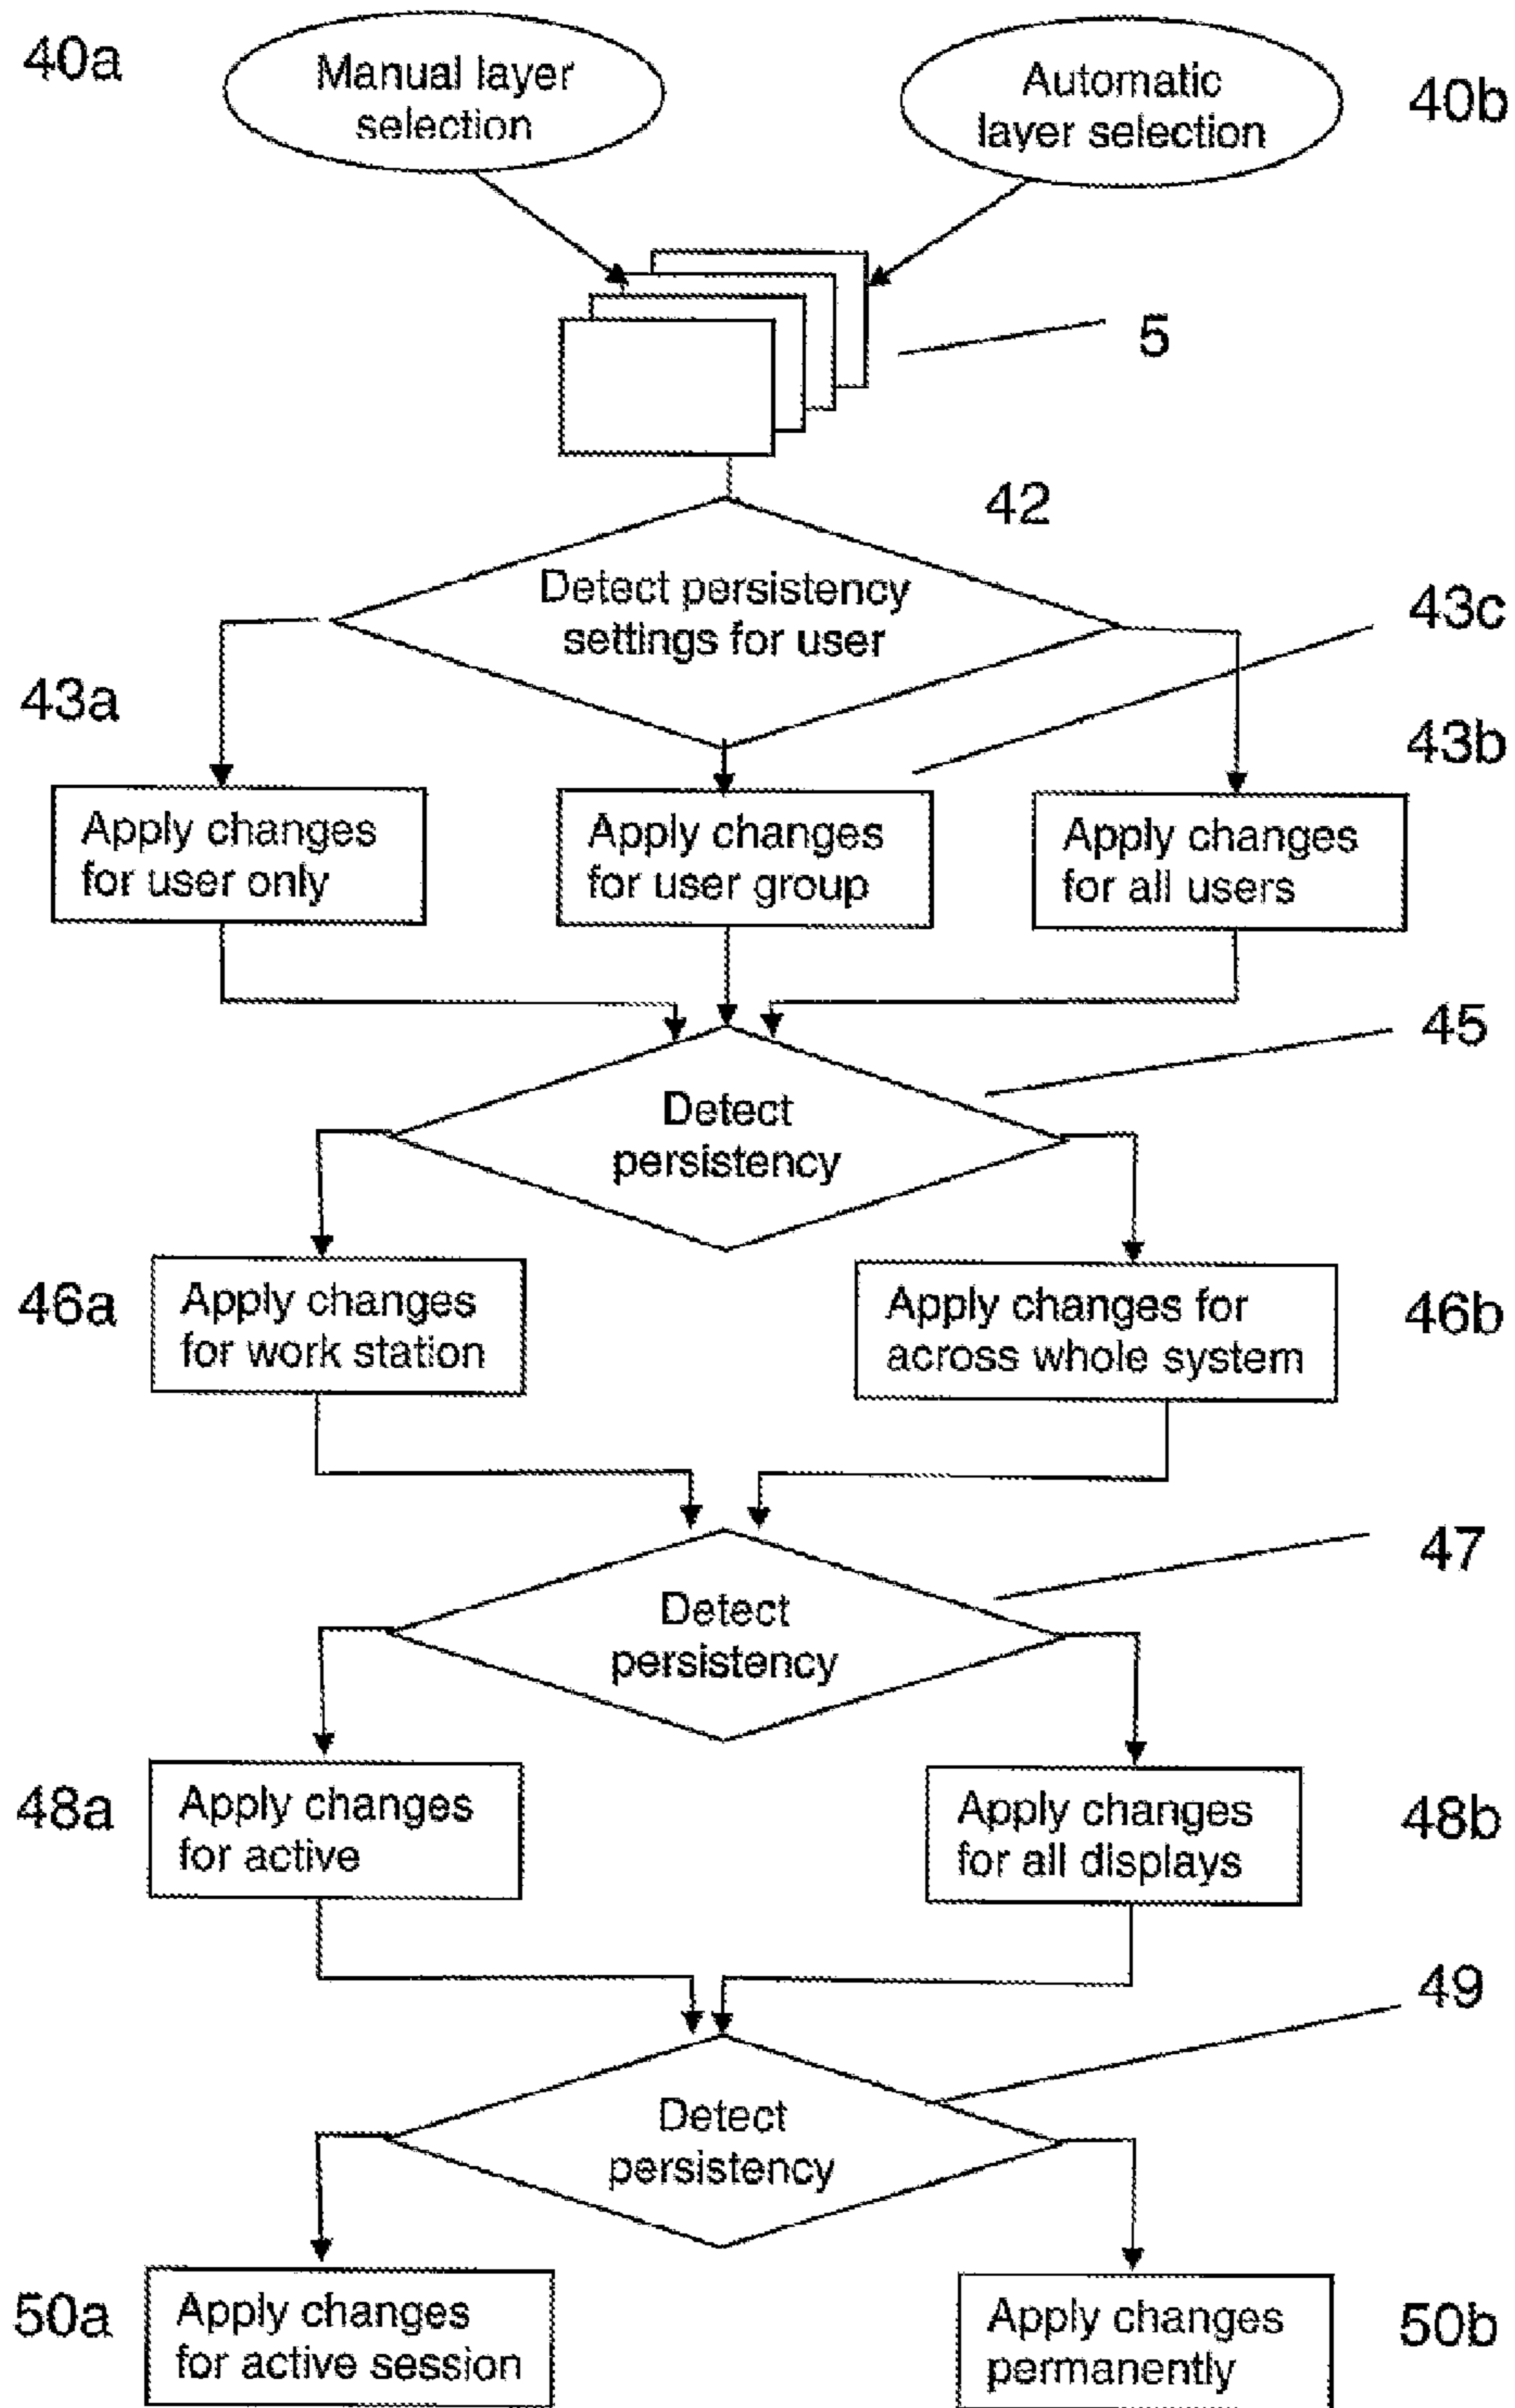 40a
Manual layer
selection
Automatic
layer selection
40b
5
42
Detect persistency
settings for user
43c
43a
43b
Apply changes
for user only
Apply changes
for user group
Apply changes
for all users
45
Detect
persistency
46a
Apply changes
for work station
Apply changes for
across whole system
46b
47
Detect
persistency
48a
Apply changes
for active
Apply changes
for all displays
48b
49
Detect
persistency
50a
Apply changes
for active session
Apply changes
permanently
50b